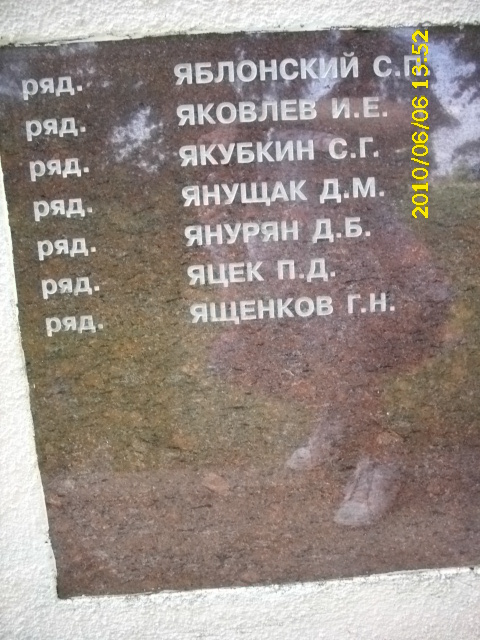 ряд. ЯБЛОНСКИЙ С.П.
ряд. ЯКОВЛЕВ И.Е.
ряд. ЯКУБКИН С.Г.
ряд. ЯНУЩАК Д.М.
ряд. ЯНУРЯН Д.Б.
ряд. ЯЦЕК П.Д.
ряд. ЯЩЕНКОВ Г.Н.
2010/06/06 13:52